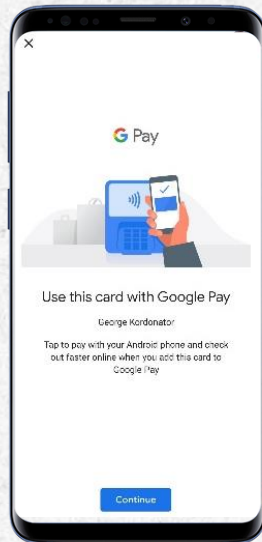 G Pay
Use this card with Google Pay
George Kordonator
Tap to pay with your Android phone and check
out faster online when you add this card to
Google Pay
Continue